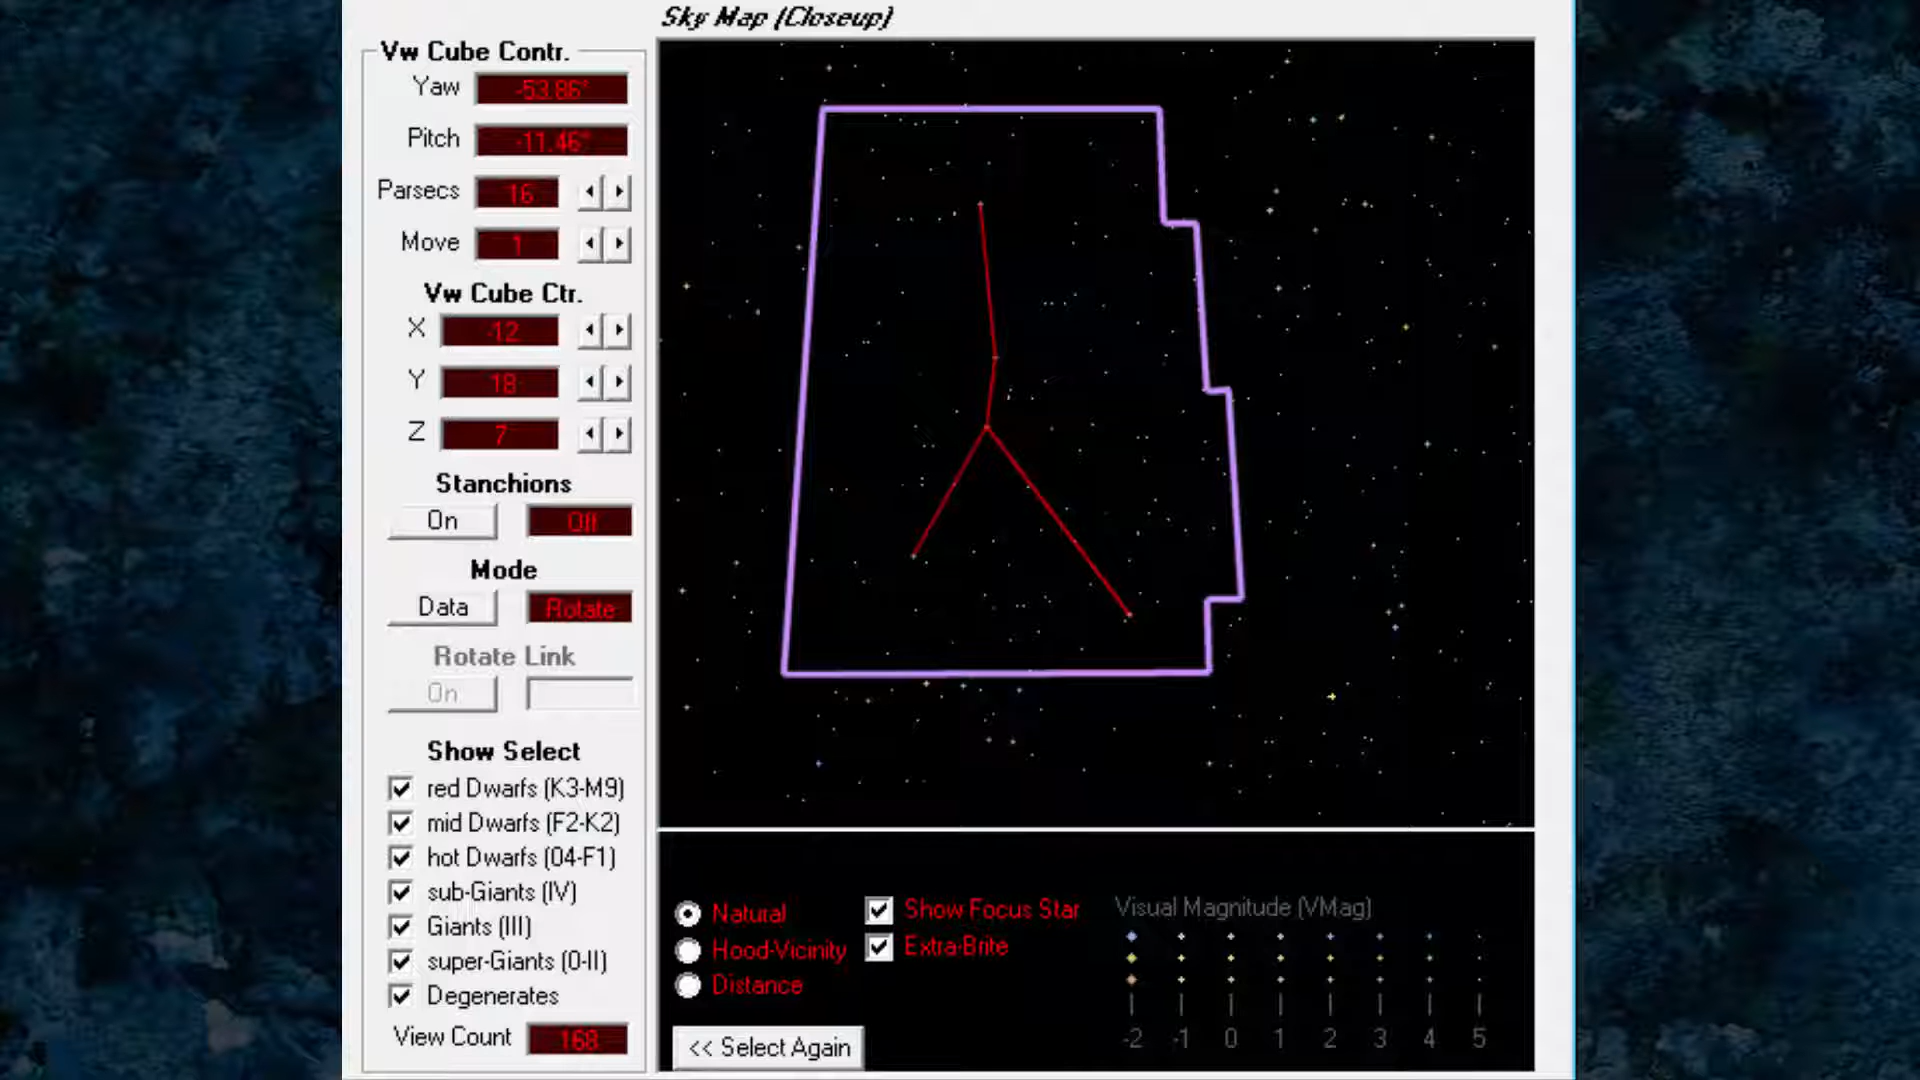 Sky Map (Closeup)
Vw Cube Contr.
Yaw -53.86°
Pitch -11.46°
Parsecs 16
Move 1
Vw Cube Ctr.
X -12
Y 18
Z 7
Stanchions
On Off
Mode
Data Rotate
Rotate Link
On
Show Select
red Dwarfs (K3-M9)
mid Dwarfs (F2-K2)
hot Dwarfs (04-F1)
sub-Giants (IV)
Giants (III)
super-Giants (0-II)
Degenerates
View Count 168
Natural
Hood-Vicinity
Distance
Show Focus Star
Extra-Brite
<< Select Again
Visual Magnitude (VMag)
-2 -1 0 1 2 3 4 5